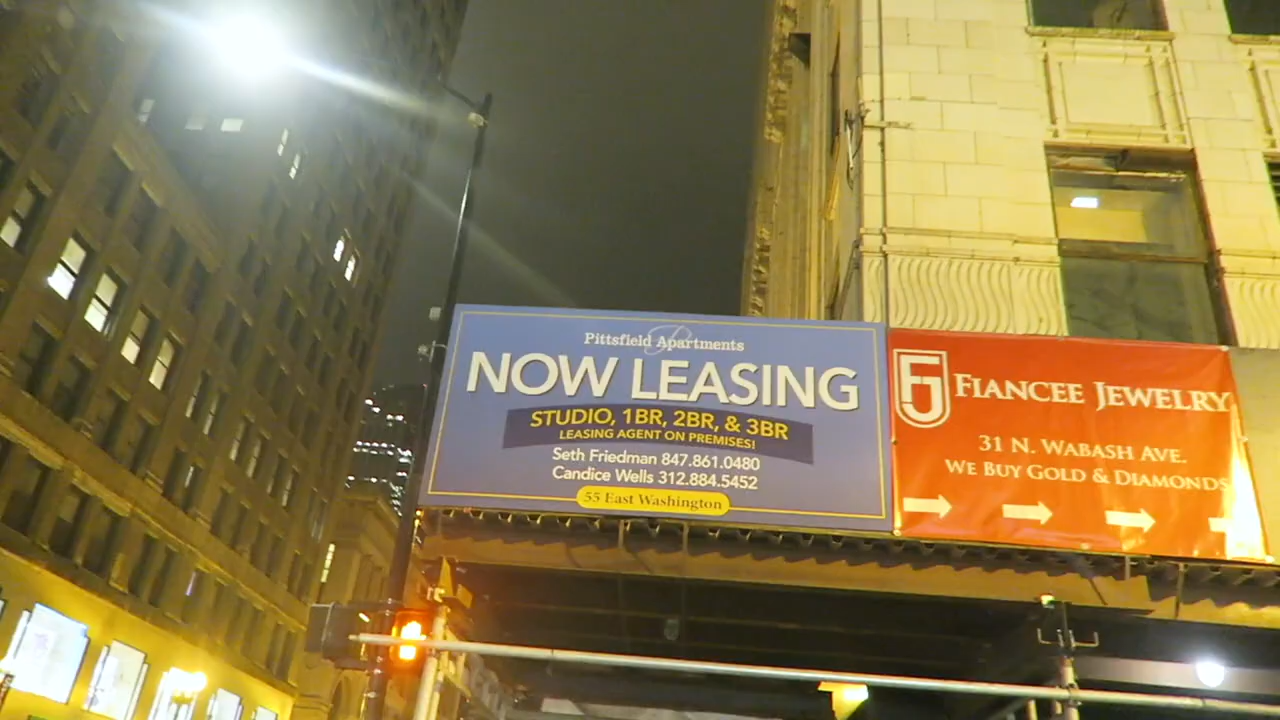 Pittsfield Apartments
NOW LEASING
STUDIO, 1BR, 2BR, & 3BR
LEASING AGENT ON PREMISES!
Seth Friedman 847.861.0480
Candice Wells 312.884.5452
55 East Washington
FJ FIANCEE JEWELRY
31 N. WABASH AVE.
WE BUY GOLD & DIAMONDS